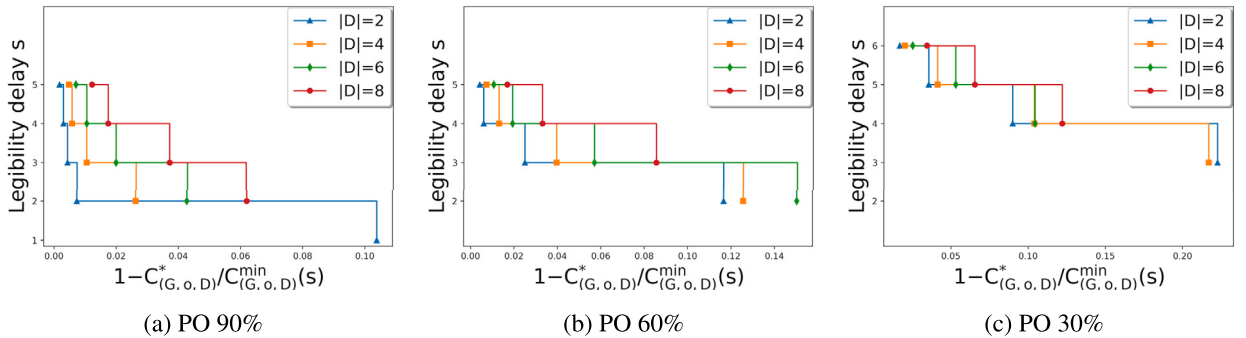 Legibility delay s
5
4
3
2
1
|D|=2
|D|=4
|D|=6
|D|=8
0.00 0.02 0.04 0.06 0.08 0.10
1−C*(G, o, D)/Cmin(G, o, D)(s)
(a) PO 90%
Legibility delay s
5
4
3
2
|D|=2
|D|=4
|D|=6
|D|=8
0.00 0.02 0.04 0.06 0.08 0.10 0.12 0.14
1−C*(G, o, D)/Cmin(G, o, D)(s)
(b) PO 60%
Legibility delay s
6
5
4
3
2
|D|=2
|D|=4
|D|=6
|D|=8
0.05 0.10 0.15 0.20
1−C*(G, o, D)/Cmin(G, o, D)(s)
(c) PO 30%